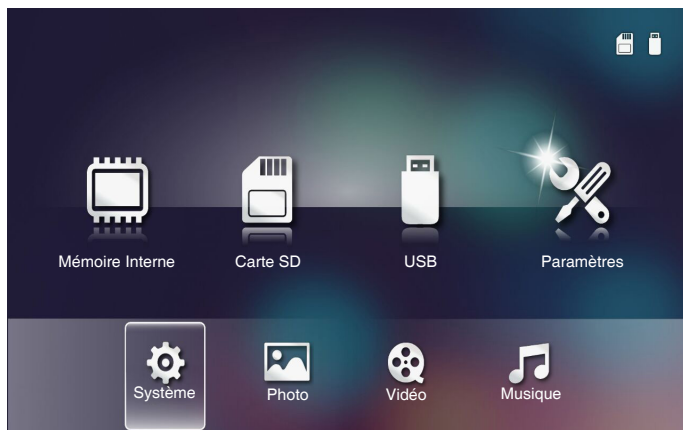 Mémoire Interne Carte SD USB Paramètres
Système Photo Vidéo Musique